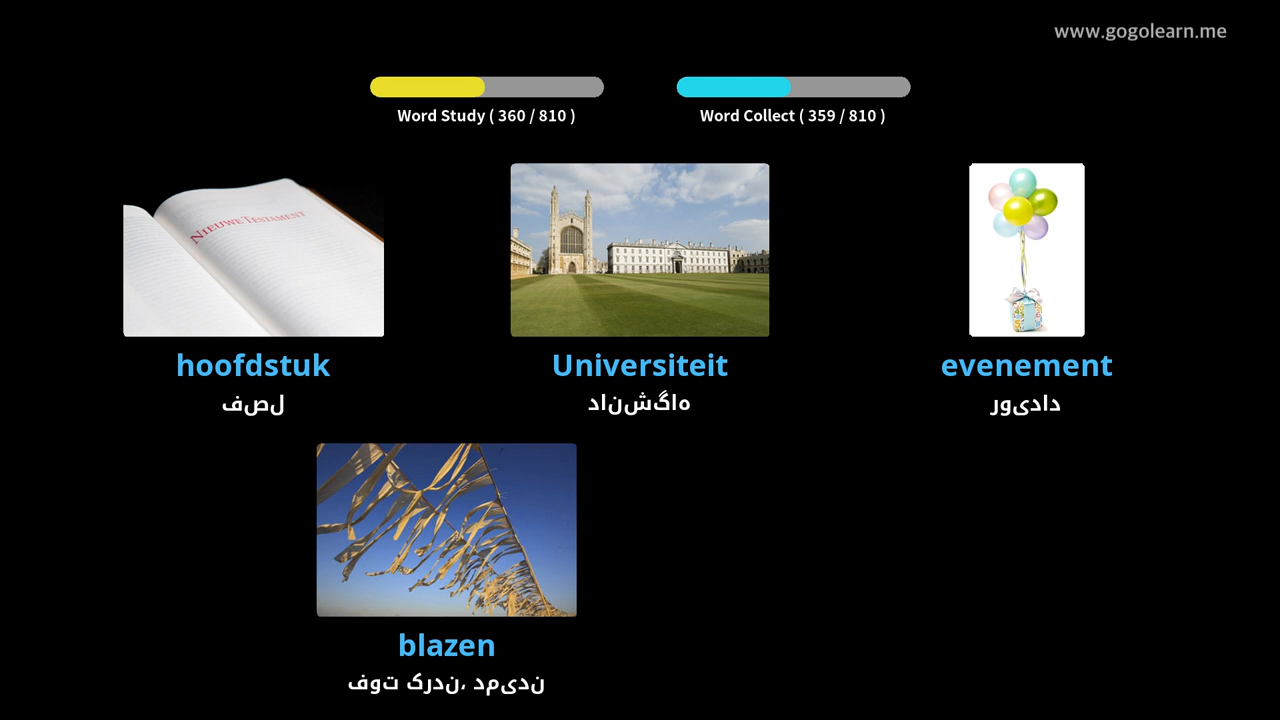 www.gogolearn.me
Word Study ( 360 / 810 )
Word Collect ( 359 / 810 )
NIEUWE TESTAMENT
hoofdstuk
فصل
Universiteit
دانشگاه
evenement
رویداد
blazen
فوت کردن، دمیدن